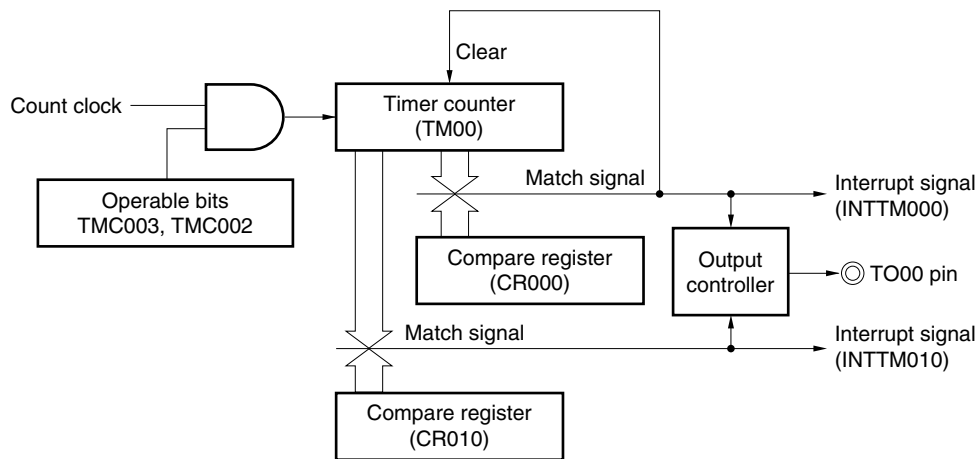 Clear
Count clock
Timer counter
(TM00)
Operable bits
TMC003, TMC002
Match signal
Interrupt signal
(INTTM000)
Compare register
(CR000)
Output
controller
TO00 pin
Match signal
Interrupt signal
(INTTM010)
Compare register
(CR010)